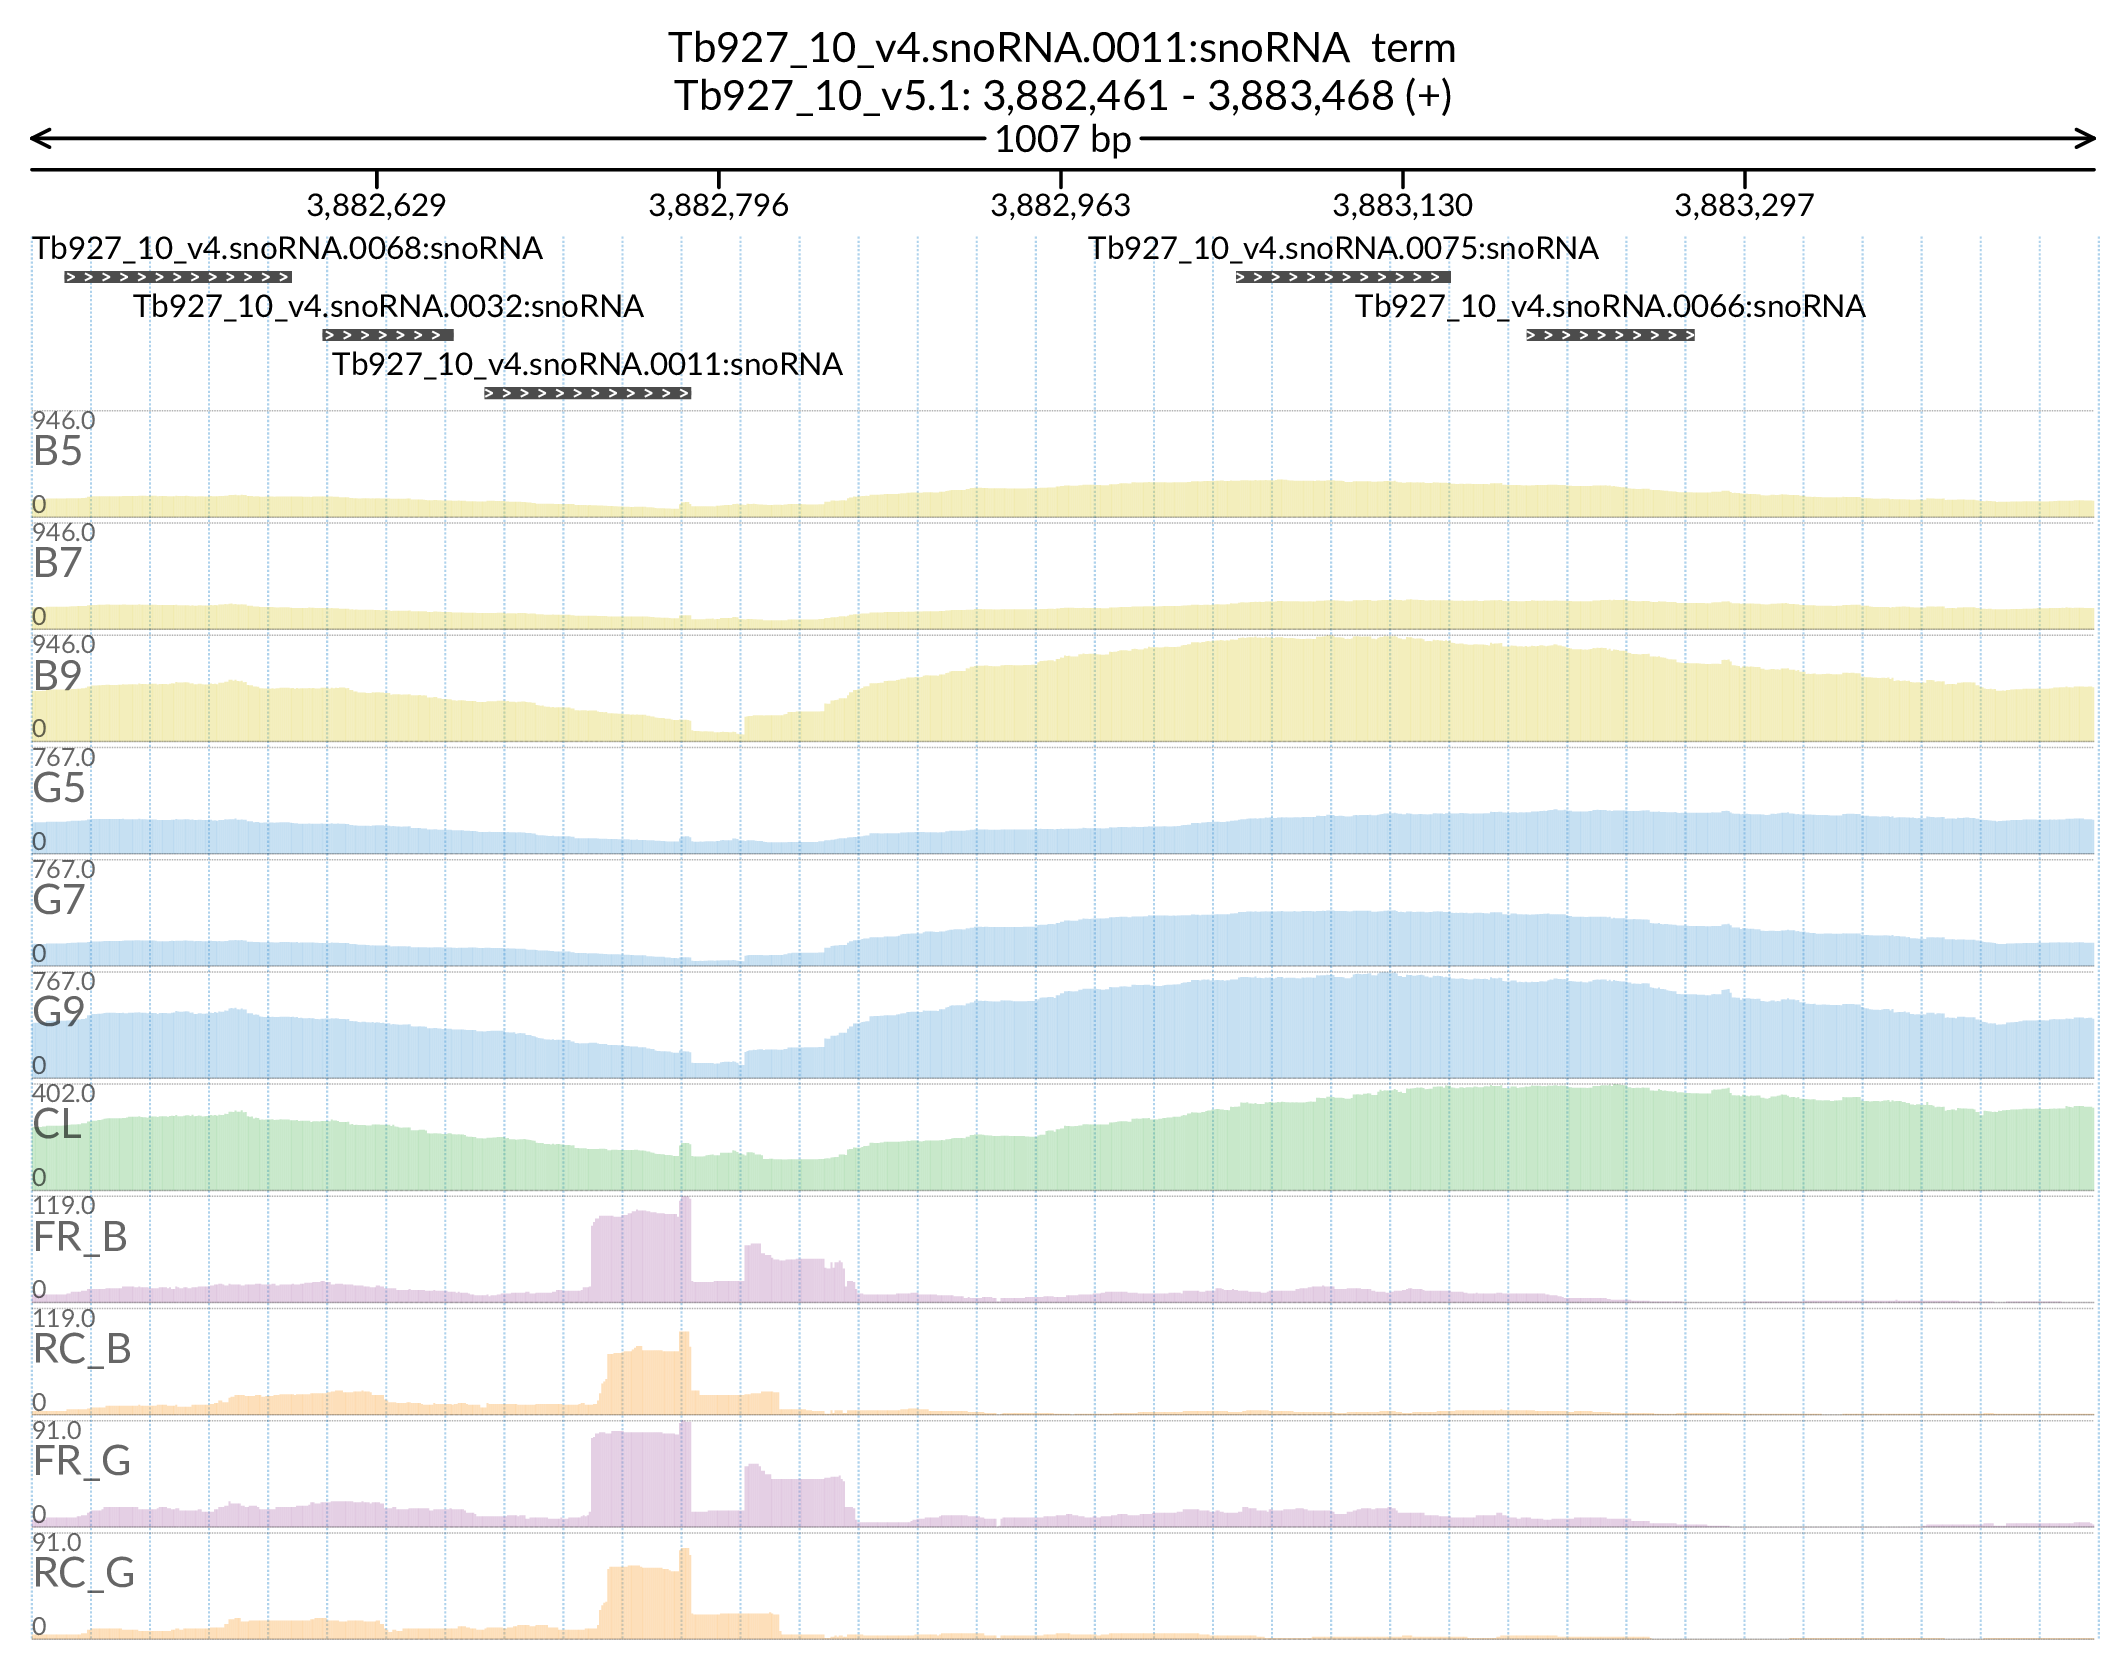 Tb927_10_v4.snoRNA.0011:snoRNA  term
Tb927_10_v5.1: 3,882,461 - 3,883,468 (+)
1007 bp
3,882,629 3,882,796 3,882,963 3,883,130 3,883,297
Tb927_10_v4.snoRNA.0068:snoRNA Tb927_10_v4.snoRNA.0075:snoRNA
Tb927_10_v4.snoRNA.0032:snoRNA Tb927_10_v4.snoRNA.0066:snoRNA
Tb927_10_v4.snoRNA.0011:snoRNA
946.0
B5
0
946.0
B7
0
946.0
B9
0
767.0
G5
0
767.0
G7
0
767.0
G9
0
402.0
CL
0
119.0
FR_B
0
119.0
RC_B
0
91.0
FR_G
0
91.0
RC_G
0